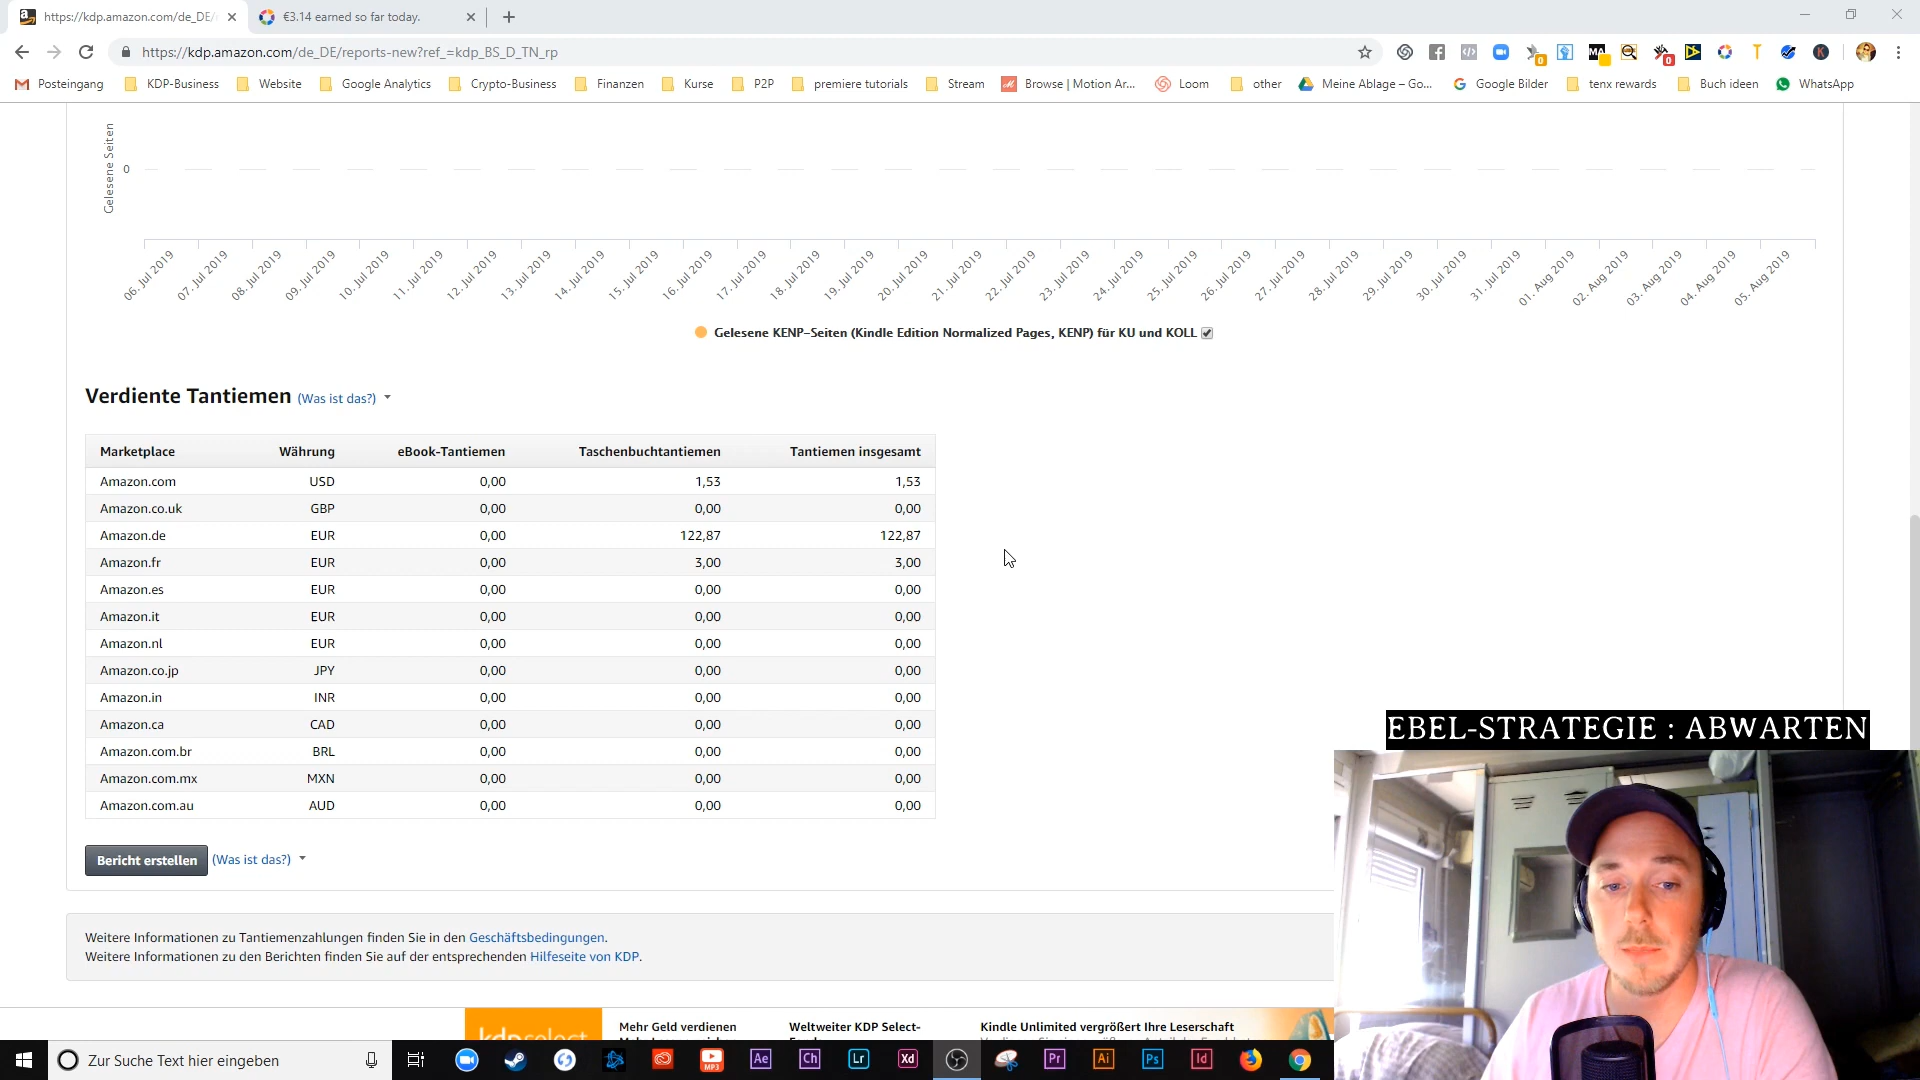 https://kdp.amazon.com/de_DE/r
€3.14 earned so far today.
https://kdp.amazon.com/de_DE/reports-new?ref_=kdp_BS_D_TN_rp
Posteingang KDP-Business Website Google Analytics Crypto-Business Finanzen Kurse P2P premiere tutorials Stream Browse | Motion Ar... Loom other Meine Ablage – Go... Google Bilder tenx rewards Buch ideen WhatsApp
Gelesene Seiten
0
06. Jul 2019 07. Jul 2019 08. Jul 2019 09. Jul 2019 10. Jul 2019 11. Jul 2019 12. Jul 2019 13. Jul 2019 14. Jul 2019 15. Jul 2019 16. Jul 2019 17. Jul 2019 18. Jul 2019 19. Jul 2019 20. Jul 2019 21. Jul 2019 22. Jul 2019 23. Jul 2019 24. Jul 2019 25. Jul 2019 26. Jul 2019 27. Jul 2019 28. Jul 2019 29. Jul 2019 30. Jul 2019 31. Jul 2019 01. Aug 2019 02. Aug 2019 03. Aug 2019 04. Aug 2019 05. Aug 2019
Gelesene KENP-Seiten (Kindle Edition Normalized Pages, KENP) für KU und KOLL
Verdiente Tantiemen (Was ist das?)
Marketplace Währung eBook-Tantiemen Taschenbuchtantiemen Tantiemen insgesamt
Amazon.com USD 0,00 1,53 1,53
Amazon.co.uk GBP 0,00 0,00 0,00
Amazon.de EUR 0,00 122,87 122,87
Amazon.fr EUR 0,00 3,00 3,00
Amazon.es EUR 0,00 0,00 0,00
Amazon.it EUR 0,00 0,00 0,00
Amazon.nl EUR 0,00 0,00 0,00
Amazon.co.jp JPY 0,00 0,00 0,00
Amazon.in INR 0,00 0,00 0,00
Amazon.ca CAD 0,00 0,00 0,00
Amazon.com.br BRL 0,00 0,00 0,00
Amazon.com.mx MXN 0,00 0,00 0,00
Amazon.com.au AUD 0,00 0,00 0,00
EBEL-STRATEGIE : ABWARTEN
Bericht erstellen (Was ist das?)
Weitere Informationen zu Tantiemenzahlungen finden Sie in den Geschäftsbedingungen.
Weitere Informationen zu den Berichten finden Sie auf der entsprechenden Hilfeseite von KDP.
kdp select
Mehr Geld verdienen
Weltweiter KDP Select-
Kindle Unlimited vergrößert Ihre Leserschaft
Zur Suche Text hier eingeben
MP3 Ae Ch Lr Xd Pr Ai Ps Id